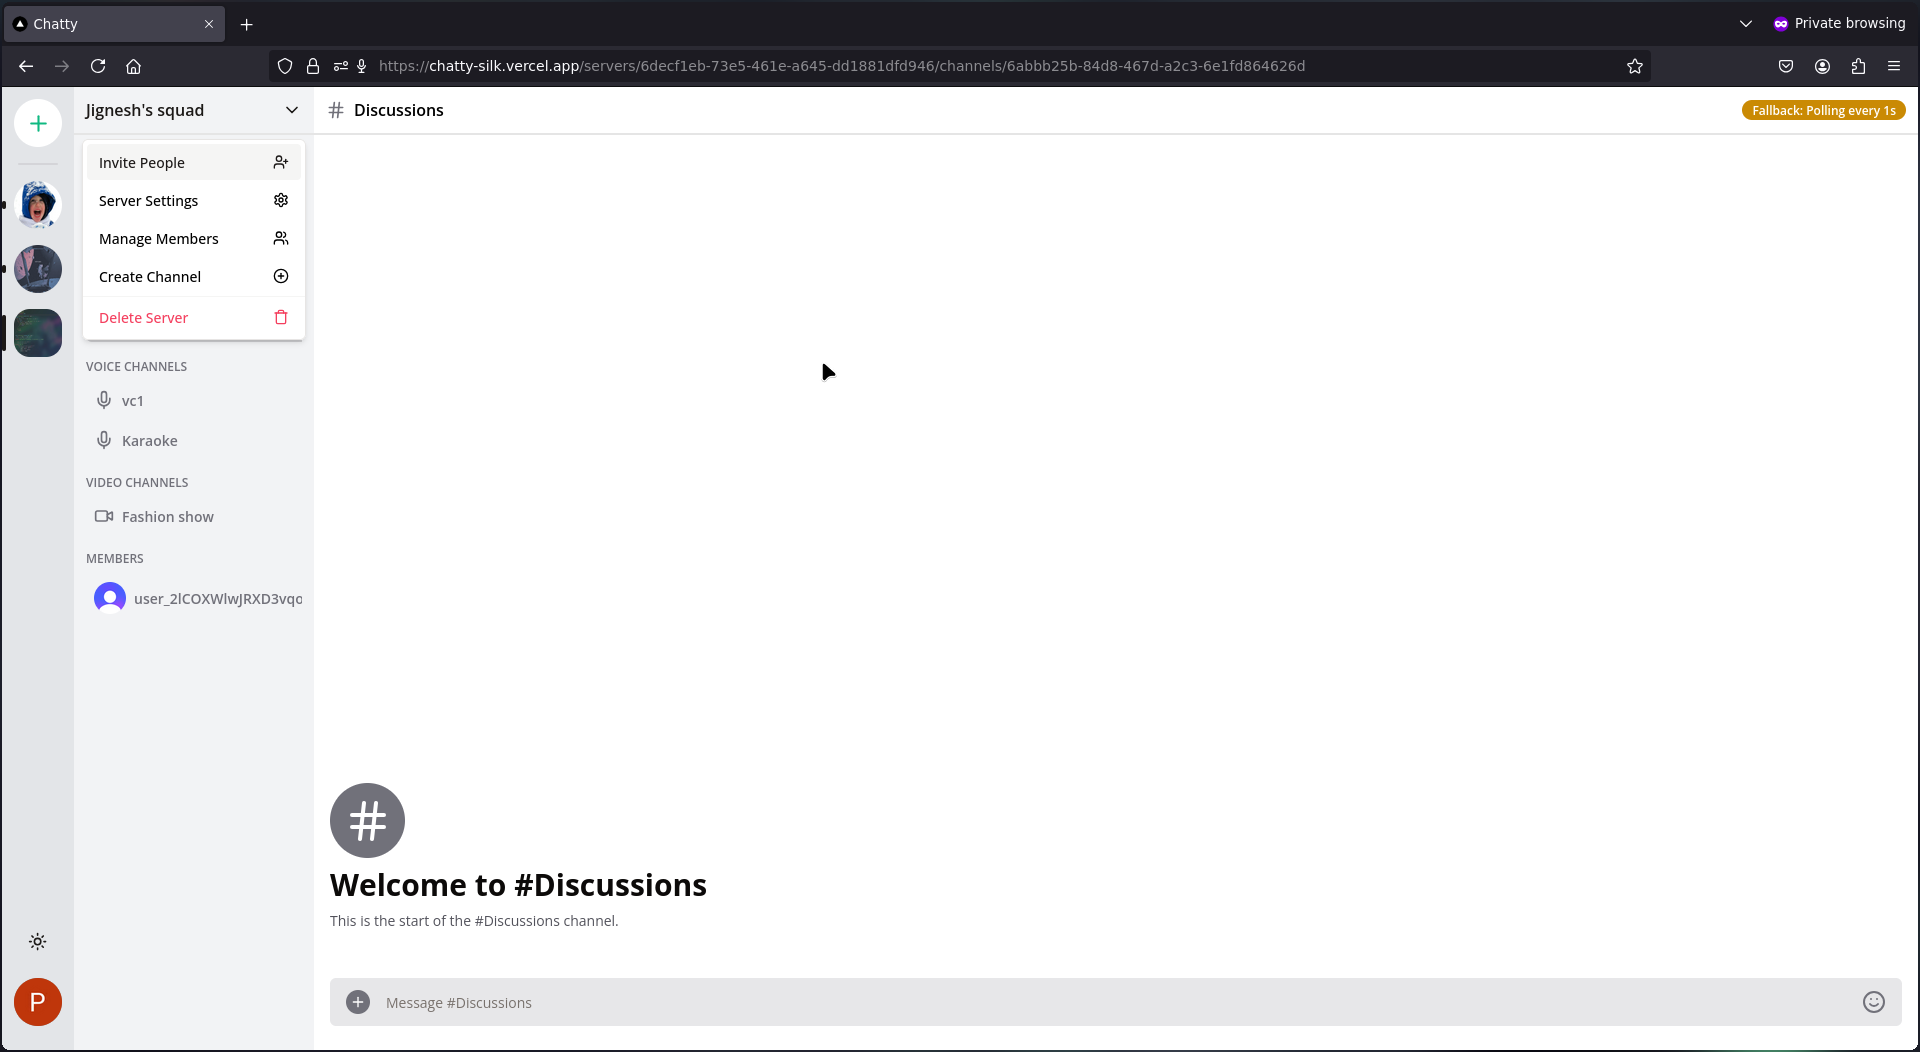 Chatty
Private browsing
https://chatty-silk.vercel.app/servers/6decf1eb-73e5-461e-a645-dd1881dfd946/channels/6abbb25b-84d8-467d-a2c3-6e1fd864626d
Jignesh's squad
# Discussions
Fallback: Polling every 1s
Invite People
Server Settings
Manage Members
Create Channel
Delete Server
VOICE CHANNELS
vc1
Karaoke
VIDEO CHANNELS
Fashion show
MEMBERS
user_2lCOXWlwJRXD3vqo
#
Welcome to #Discussions
This is the start of the #Discussions channel.
P
Message #Discussions